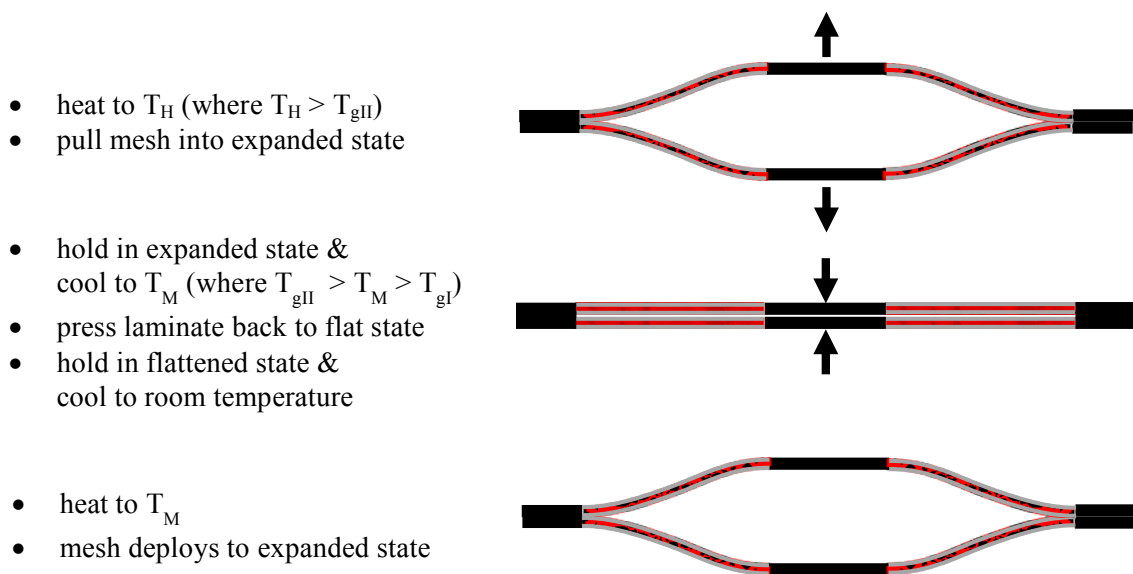 • heat to T_H (where T_H > T_gII)
• pull mesh into expanded state
• hold in expanded state &
cool to T_M (where T_gII > T_M > T_gI)
• press laminate back to flat state
• hold in flattened state &
cool to room temperature
• heat to T_M
• mesh deploys to expanded state